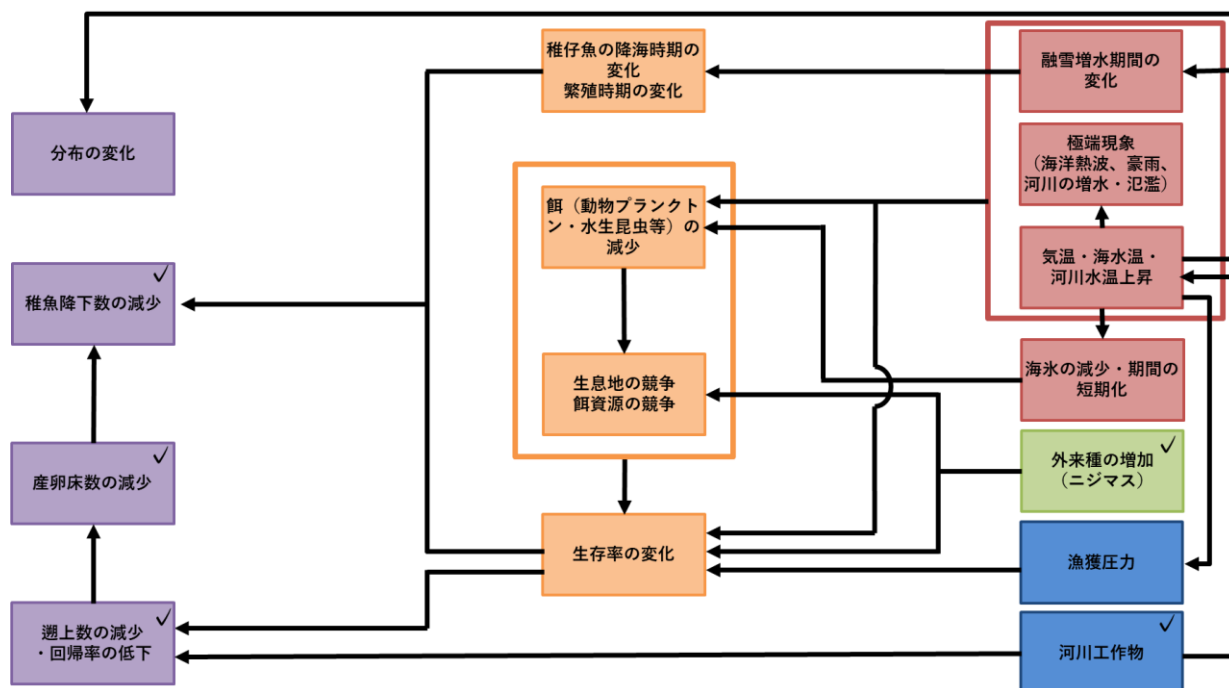 稚仔魚の降海時期の
変化
繁殖時期の変化
融雪増水期間の
変化
分布の変化
極端現象
（海洋熱波、豪雨、
河川の増水・氾濫）
餌（動物プランクト
ン・水生昆虫等）の
減少
気温・海水温・
河川水温上昇
稚魚降下数の減少
生息地の競争
餌資源の競争
海氷の減少・期間の
短期化
産卵床数の減少
外来種の増加
（ニジマス）
生存率の変化
漁獲圧力
遡上数の減少
・回帰率の低下
河川工作物